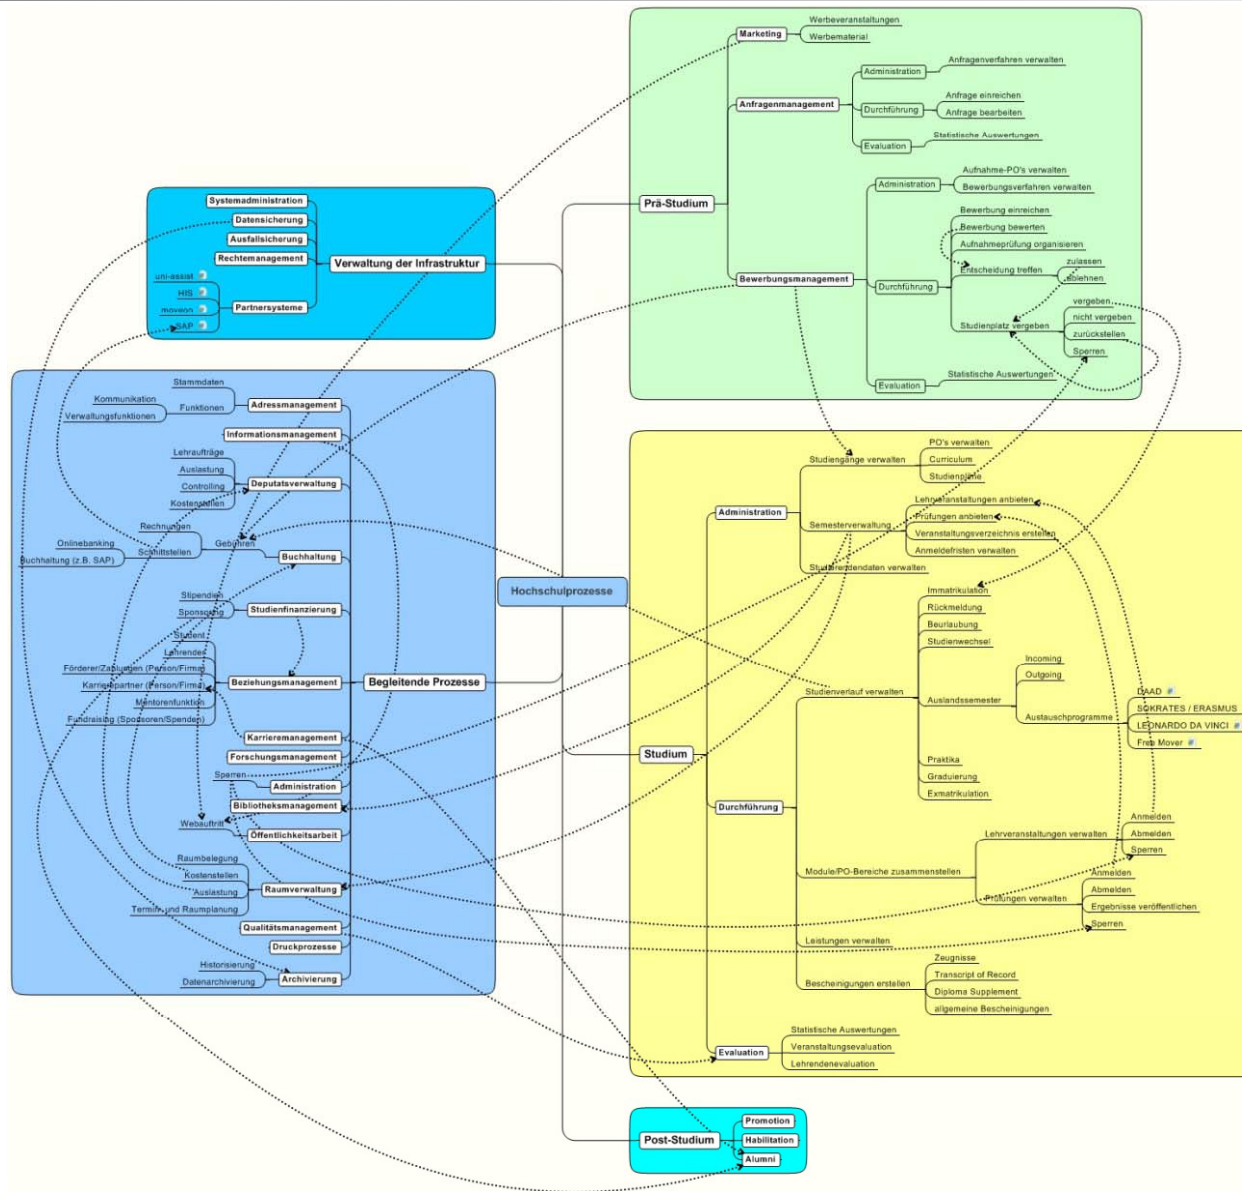 Hochschulprozesse
Prä-Studium
Marketing
Werbeveranstaltungen
Werbematerial
Anfragenmanagement
Administration
Anfragenverfahren verwalten
Durchführung
Anfrage einreichen
Anfrage bearbeiten
Evaluation
Statistische Auswertungen
Bewerbungsmanagement
Administration
Aufnahme-PO's verwalten
Bewerbungsverfahren verwalten
Durchführung
Bewerbung einreichen
Bewerbung bewerten
Aufnahmeprüfung organisieren
Entscheidung treffen
zulassen
ablehnen
Studienplatz vergeben
vergeben
nicht vergeben
zurückstellen
Sperren
Evaluation
Statistische Auswertungen
Verwaltung der Infrastruktur
Systemadministration
Datensicherung
Ausfallsicherung
Rechtemanagement
Partnersysteme
uni-assist
HIS
moveon
SAP
Begleitende Prozesse
Adressmanagement
Stammdaten
Funktionen
Kommunikation
Verwaltungsfunktionen
Informationsmanagement
Deputatsverwaltung
Lehraufträge
Auslastung
Controlling
Kostenstellen
Buchhaltung
Gebühren
Rechnungen
Schnittstellen
Onlinebanking
Buchhaltung (z.B. SAP)
Studienfinanzierung
Stipendien
Sponsoring
Beziehungsmanagement
Student
Lehrender
Förderer/Zahlungen (Person/Firma)
Karrierepartner (Person/Firma)
Mentorenfunktion
Fundraising (Sponsoren/Spenden)
Karrieremanagement
Forschungsmanagement
Administration
Sperren
Bibliotheksmanagement
Öffentlichkeitsarbeit
Webauftritt
Raumverwaltung
Raumbelegung
Kostenstellen
Auslastung
Termin- und Raumplanung
Qualitätsmanagement
Druckprozesse
Archivierung
Historisierung
Datenarchivierung
Studium
Administration
Studiengänge verwalten
PO's verwalten
Curriculum
Studienpläne
Semesterverwaltung
Lehrveranstaltungen anbieten
Prüfungen anbieten
Veranstaltungsverzeichnis erstellen
Anmeldefristen verwalten
Studierendendaten verwalten
Durchführung
Studienverlauf verwalten
Immatrikulation
Rückmeldung
Beurlaubung
Studienwechsel
Auslandssemester
Incoming
Outgoing
Austauschprogramme
DAAD
SOKRATES / ERASMUS
LEONARDO DA VINCI
Free Mover
Praktika
Graduierung
Exmatrikulation
Module/PO-Bereiche zusammenstellen
Lehrveranstaltungen verwalten
Anmelden
Abmelden
Sperren
Prüfungen verwalten
Anmelden
Abmelden
Ergebnisse veröffentlichen
Sperren
Leistungen verwalten
Bescheinigungen erstellen
Zeugnisse
Transcript of Record
Diploma Supplement
allgemeine Bescheinigungen
Evaluation
Statistische Auswertungen
Veranstaltungsevaluation
Lehrendenevaluation
Post-Studium
Promotion
Habilitation
Alumni